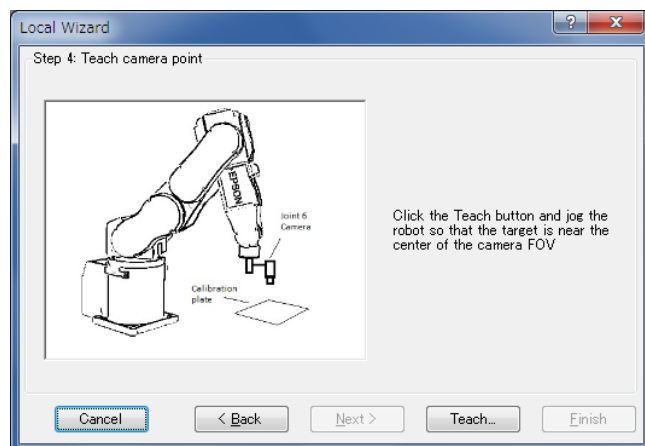 Local Wizard
?
X
Step 4: Teach camera point
EPSON
Joint 6
Camera
Calibration
plate
Click the Teach button and jog the
robot so that the target is near the
center of the camera FOV
Cancel
< Back
Next >
Teach...
Finish